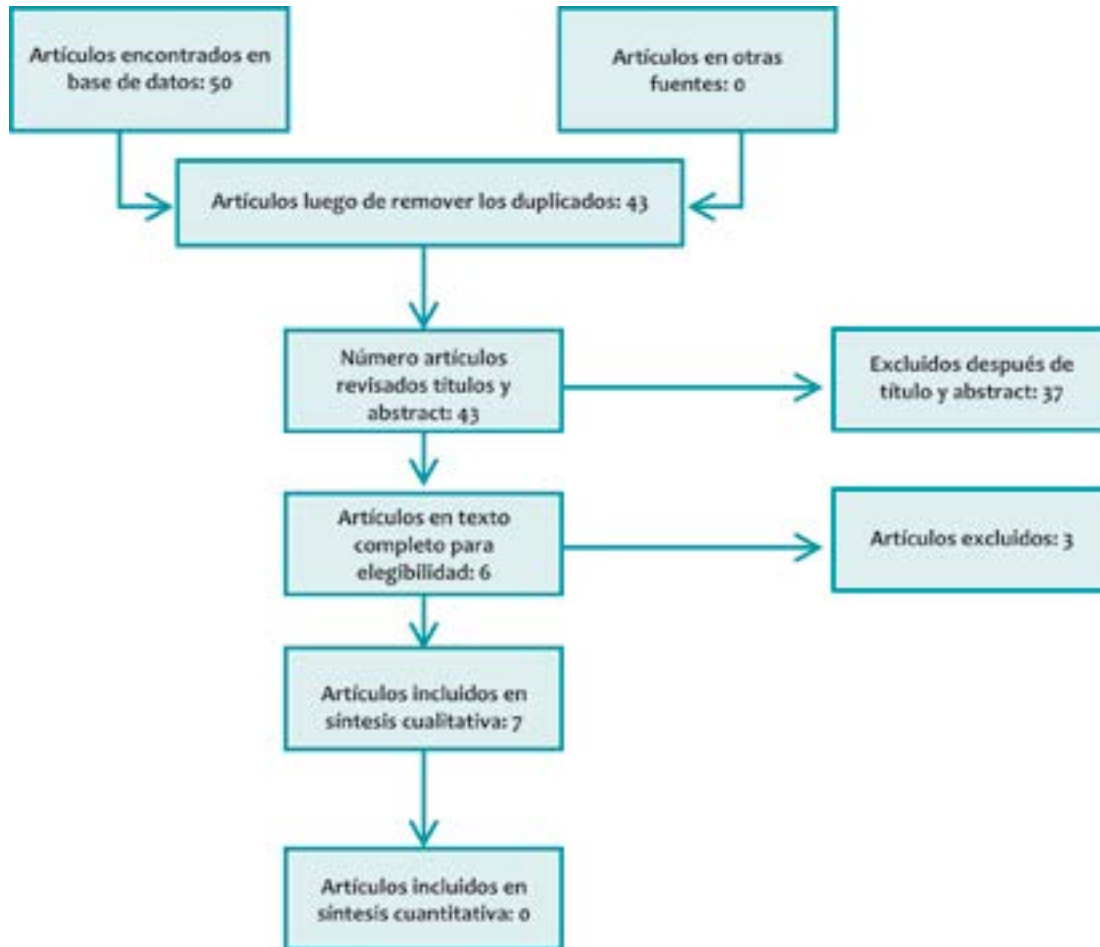 Artículos encontrados en
base de datos: 50
Artículos en otras
fuentes: 0
Artículos luego de remover los duplicados: 43
Número artículos
revisados títulos y
abstract: 43
Excluidos después de
título y abstract: 37
Artículos en texto
completo para
elegibilidad: 6
Artículos excluidos: 3
Artículos incluidos en
síntesis cualitativa: 7
Artículos incluidos en
síntesis cuantitativa: 0